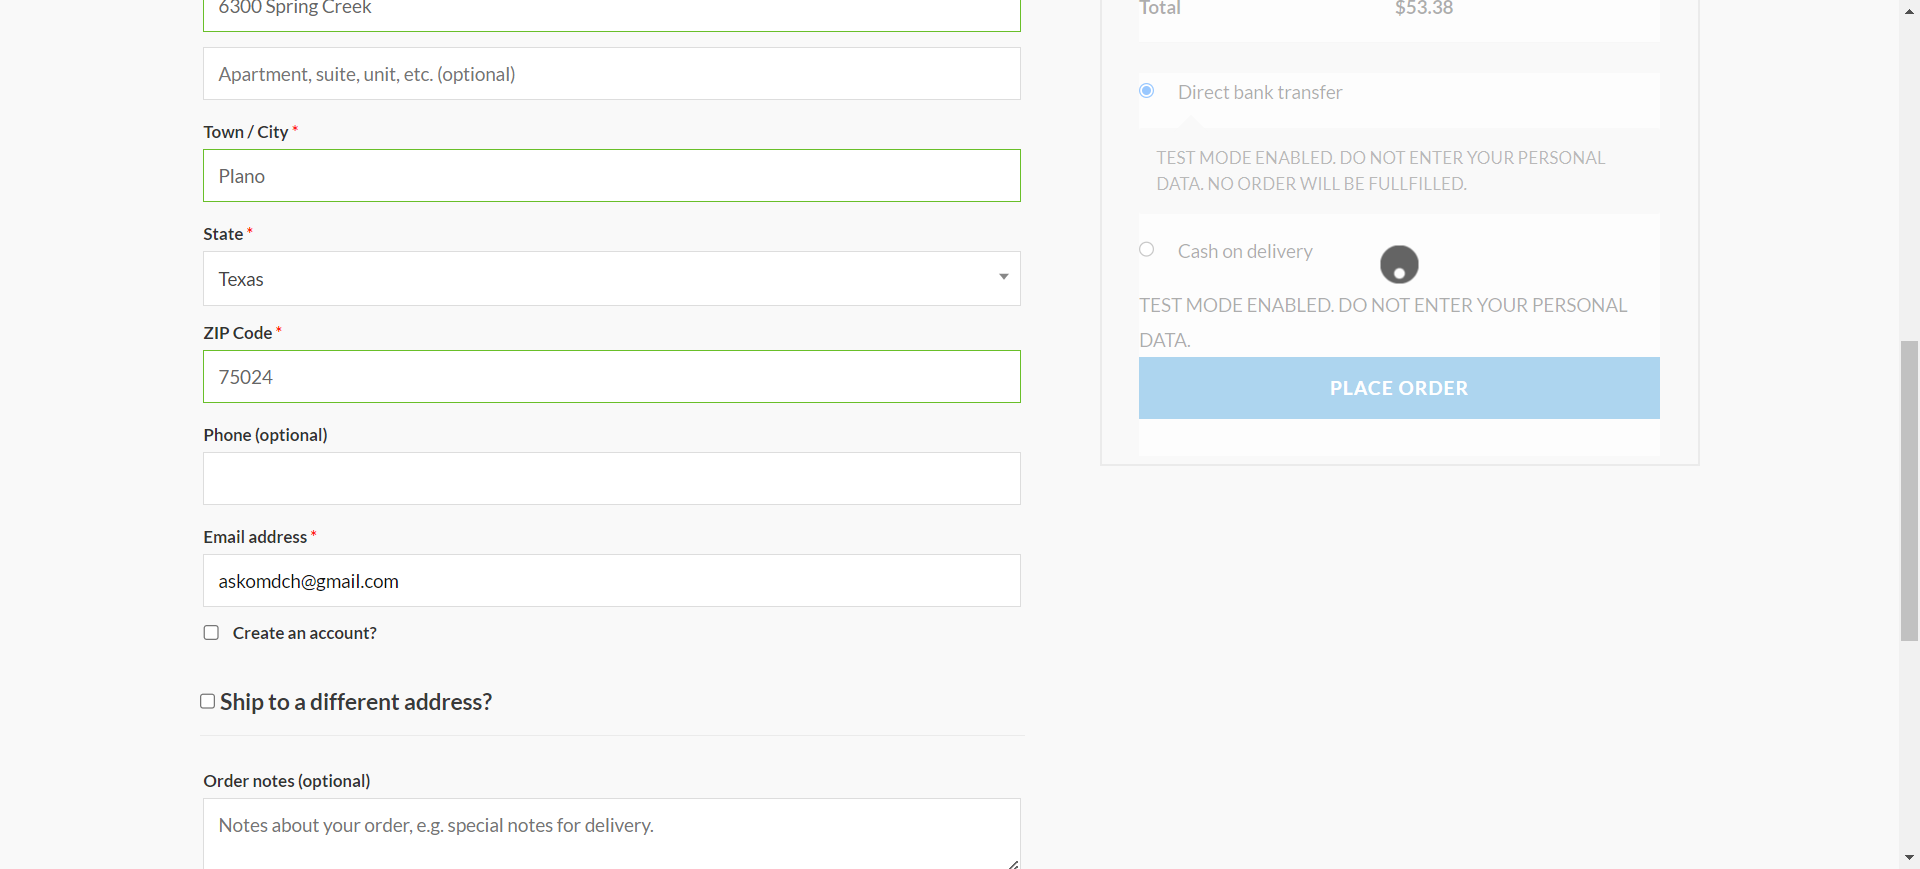 6300 Spring Creek
Apartment, suite, unit, etc. (optional)
Town / City *
Plano
State *
Texas
ZIP Code *
75024
Phone (optional)
Email address *
askomdch@gmail.com
Create an account?
Ship to a different address?
Order notes (optional)
Notes about your order, e.g. special notes for delivery.
Total $53.38
Direct bank transfer
TEST MODE ENABLED. DO NOT ENTER YOUR PERSONAL
DATA. NO ORDER WILL BE FULLFILLED.
Cash on delivery
TEST MODE ENABLED. DO NOT ENTER YOUR PERSONAL
DATA.
PLACE ORDER